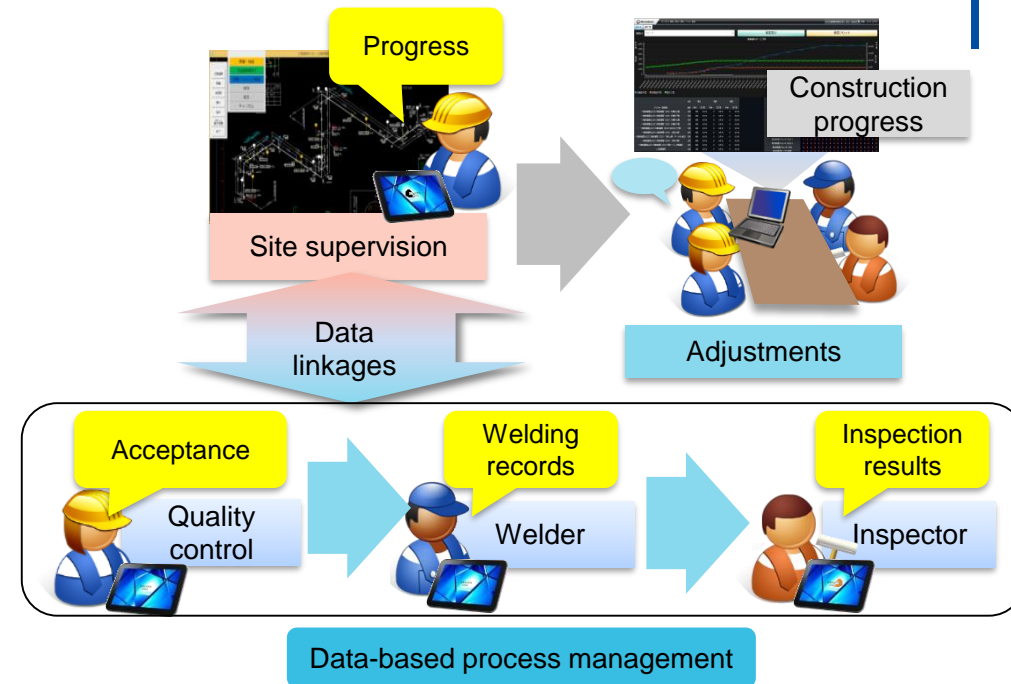 Progress
Construction
progress
Site supervision
Data
linkages
Adjustments
Acceptance
Welding
records
Inspection
results
Quality
control
Welder
Inspector
Data-based process management